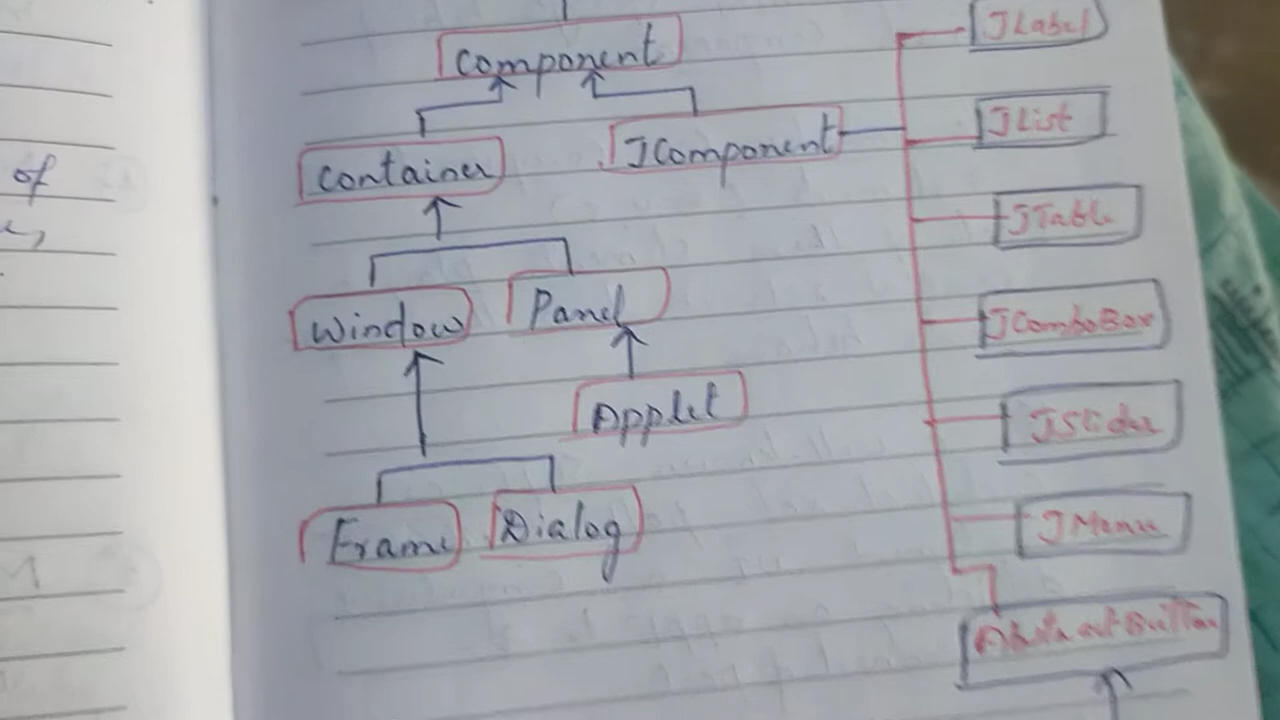 of
Component
JLabel
Container
JComponent
JList
JTable
Window
Panel
JComboBox
Applet
JSlider
Frame
Dialog
JMenu
AbstractButton